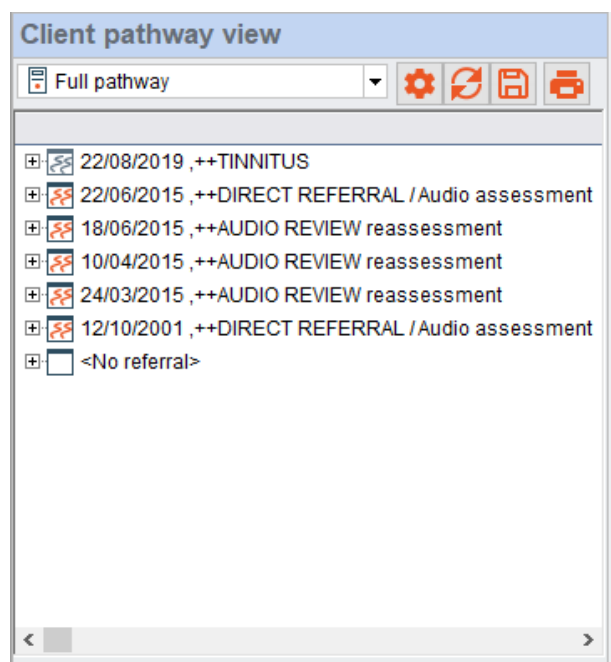 Client pathway view
Full pathway
22/08/2019 ,++TINNITUS
22/06/2015 ,++DIRECT REFERRAL / Audio assessment
18/06/2015 ,++AUDIO REVIEW reassessment
10/04/2015 ,++AUDIO REVIEW reassessment
24/03/2015 ,++AUDIO REVIEW reassessment
12/10/2001 ,++DIRECT REFERRAL / Audio assessment
<No referral>